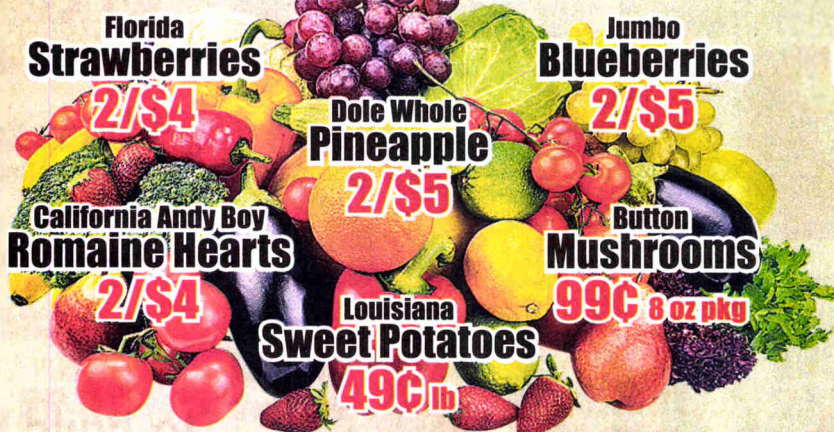 Florida
Strawberries
2/$4
Jumbo
Blueberries
2/$5
Dole Whole
Pineapple
2/$5
California Andy Boy
Romaine Hearts
2/$4
Button
Mushrooms
99¢ 8 oz pkg
Louisiana
Sweet Potatoes
49¢ lb